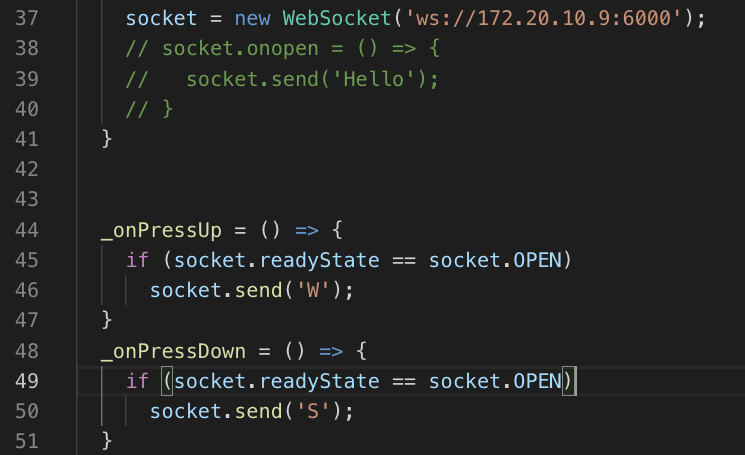 37 socket = new WebSocket('ws://172.20.10.9:6000');
38 // socket.onopen = () => {
39 //   socket.send('Hello');
40 // }
41 }
42
43
44 _onPressUp = () => {
45 if (socket.readyState == socket.OPEN)
46 socket.send('W');
47 }
48 _onPressDown = () => {
49 if (socket.readyState == socket.OPEN)
50 socket.send('S');
51 }